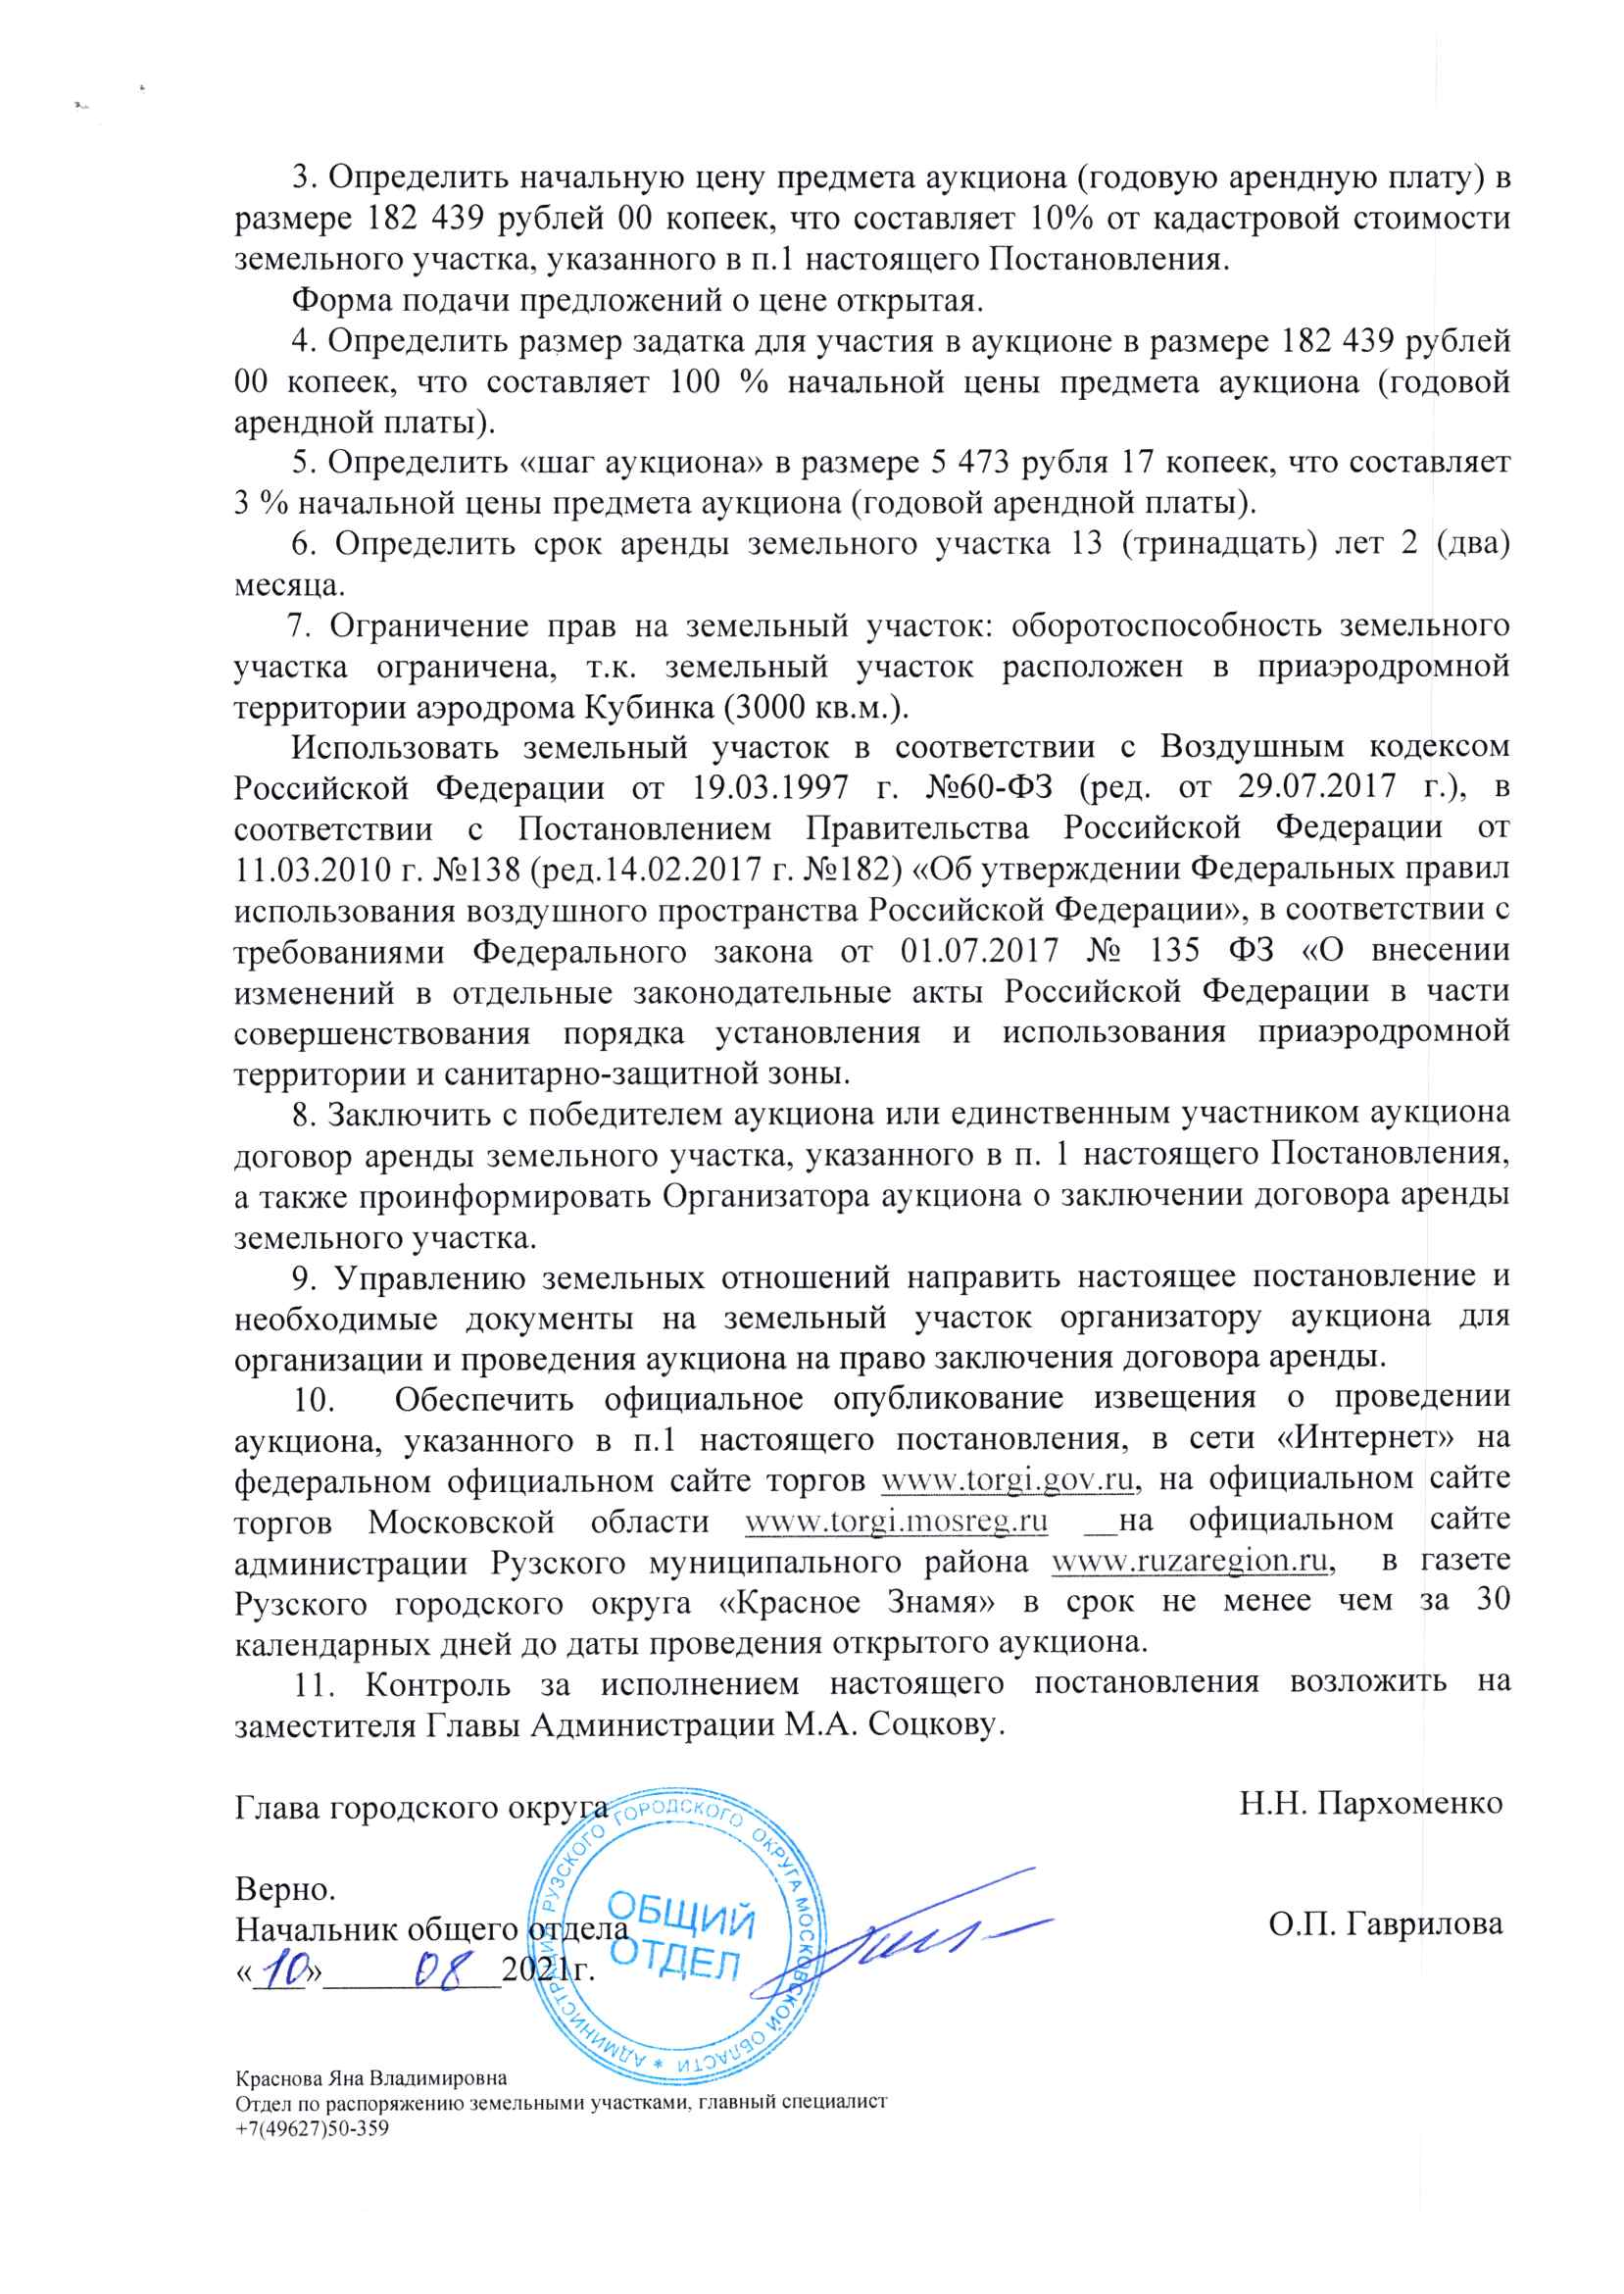 3. Определить начальную цену предмета аукциона (годовую арендную плату) в
размере 182 439 рублей 00 копеек, что составляет 10% от кадастровой стоимости
земельного участка, указанного в п.1 настоящего Постановления.
Форма подачи предложений о цене открытая.
4. Определить размер задатка для участия в аукционе в размере 182 439 рублей
00 копеек, что составляет 100 % начальной цены предмета аукциона (годовой
арендной платы).
5. Определить «шаг аукциона» в размере 5 473 рубля 17 копеек, что составляет
3 % начальной цены предмета аукциона (годовой арендной платы).
6. Определить срок аренды земельного участка 13 (тринадцать) лет 2 (два)
месяца.
7. Ограничение прав на земельный участок: оборотоспособность земельного
участка ограничена, т.к. земельный участок расположен в приаэродромной
территории аэродрома Кубинка (3000 кв.м.).
Использовать земельный участок в соответствии с Воздушным кодексом
Российской Федерации от 19.03.1997 г. №60-ФЗ (ред. от 29.07.2017 г.), в
соответствии с Постановлением Правительства Российской Федерации от
11.03.2010 г. №138 (ред.14.02.2017 г. №182) «Об утверждении Федеральных правил
использования воздушного пространства Российской Федерации», в соответствии с
требованиями Федерального закона от 01.07.2017 № 135 ФЗ «О внесении
изменений в отдельные законодательные акты Российской Федерации в части
совершенствования порядка установления и использования приаэродромной
территории и санитарно-защитной зоны.
8. Заключить с победителем аукциона или единственным участником аукциона
договор аренды земельного участка, указанного в п. 1 настоящего Постановления,
а также проинформировать Организатора аукциона о заключении договора аренды
земельного участка.
9. Управлению земельных отношений направить настоящее постановление и
необходимые документы на земельный участок организатору аукциона для
организации и проведения аукциона на право заключения договора аренды.
10. Обеспечить официальное опубликование извещения о проведении
аукциона, указанного в п.1 настоящего постановления, в сети «Интернет» на
федеральном официальном сайте торгов www.torgi.gov.ru, на официальном сайте
торгов Московской области www.torgi.mosreg.ru __на официальном сайте
администрации Рузского муниципального района www.ruzaregion.ru, в газете
Рузского городского округа «Красное Знамя» в срок не менее чем за 30
календарных дней до даты проведения открытого аукциона.
11. Контроль за исполнением настоящего постановления возложить на
заместителя Главы Администрации М.А. Соцкову.
Глава городского округа Н.Н. Пархоменко
Верно.
Начальник общего отдела О.П. Гаврилова
«10» 08 2021г.
АДМИНИСТРАЦИЯ РУЗСКОГО ГОРОДСКОГО ОКРУГА МОСКОВСКОЙ ОБЛАСТИ *
ОБЩИЙ
ОТДЕЛ
Краснова Яна Владимировна
Отдел по распоряжению земельными участками, главный специалист
+7(49627)50-359